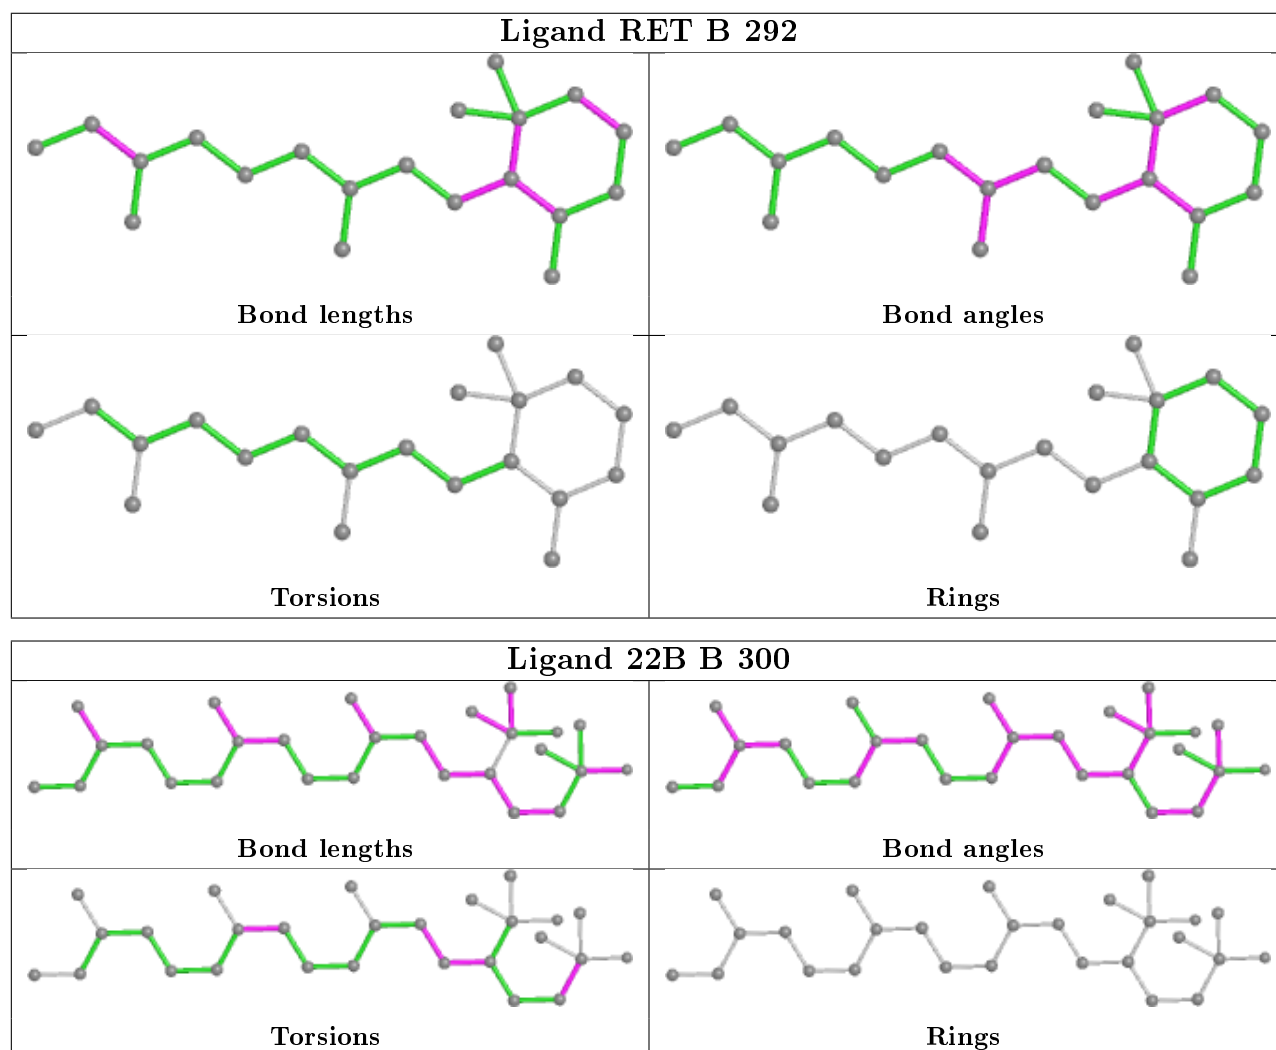 Ligand RET B 292
Bond lengths
Bond angles
Torsions
Rings
Ligand 22B B 300
Bond lengths
Bond angles
Torsions
Rings